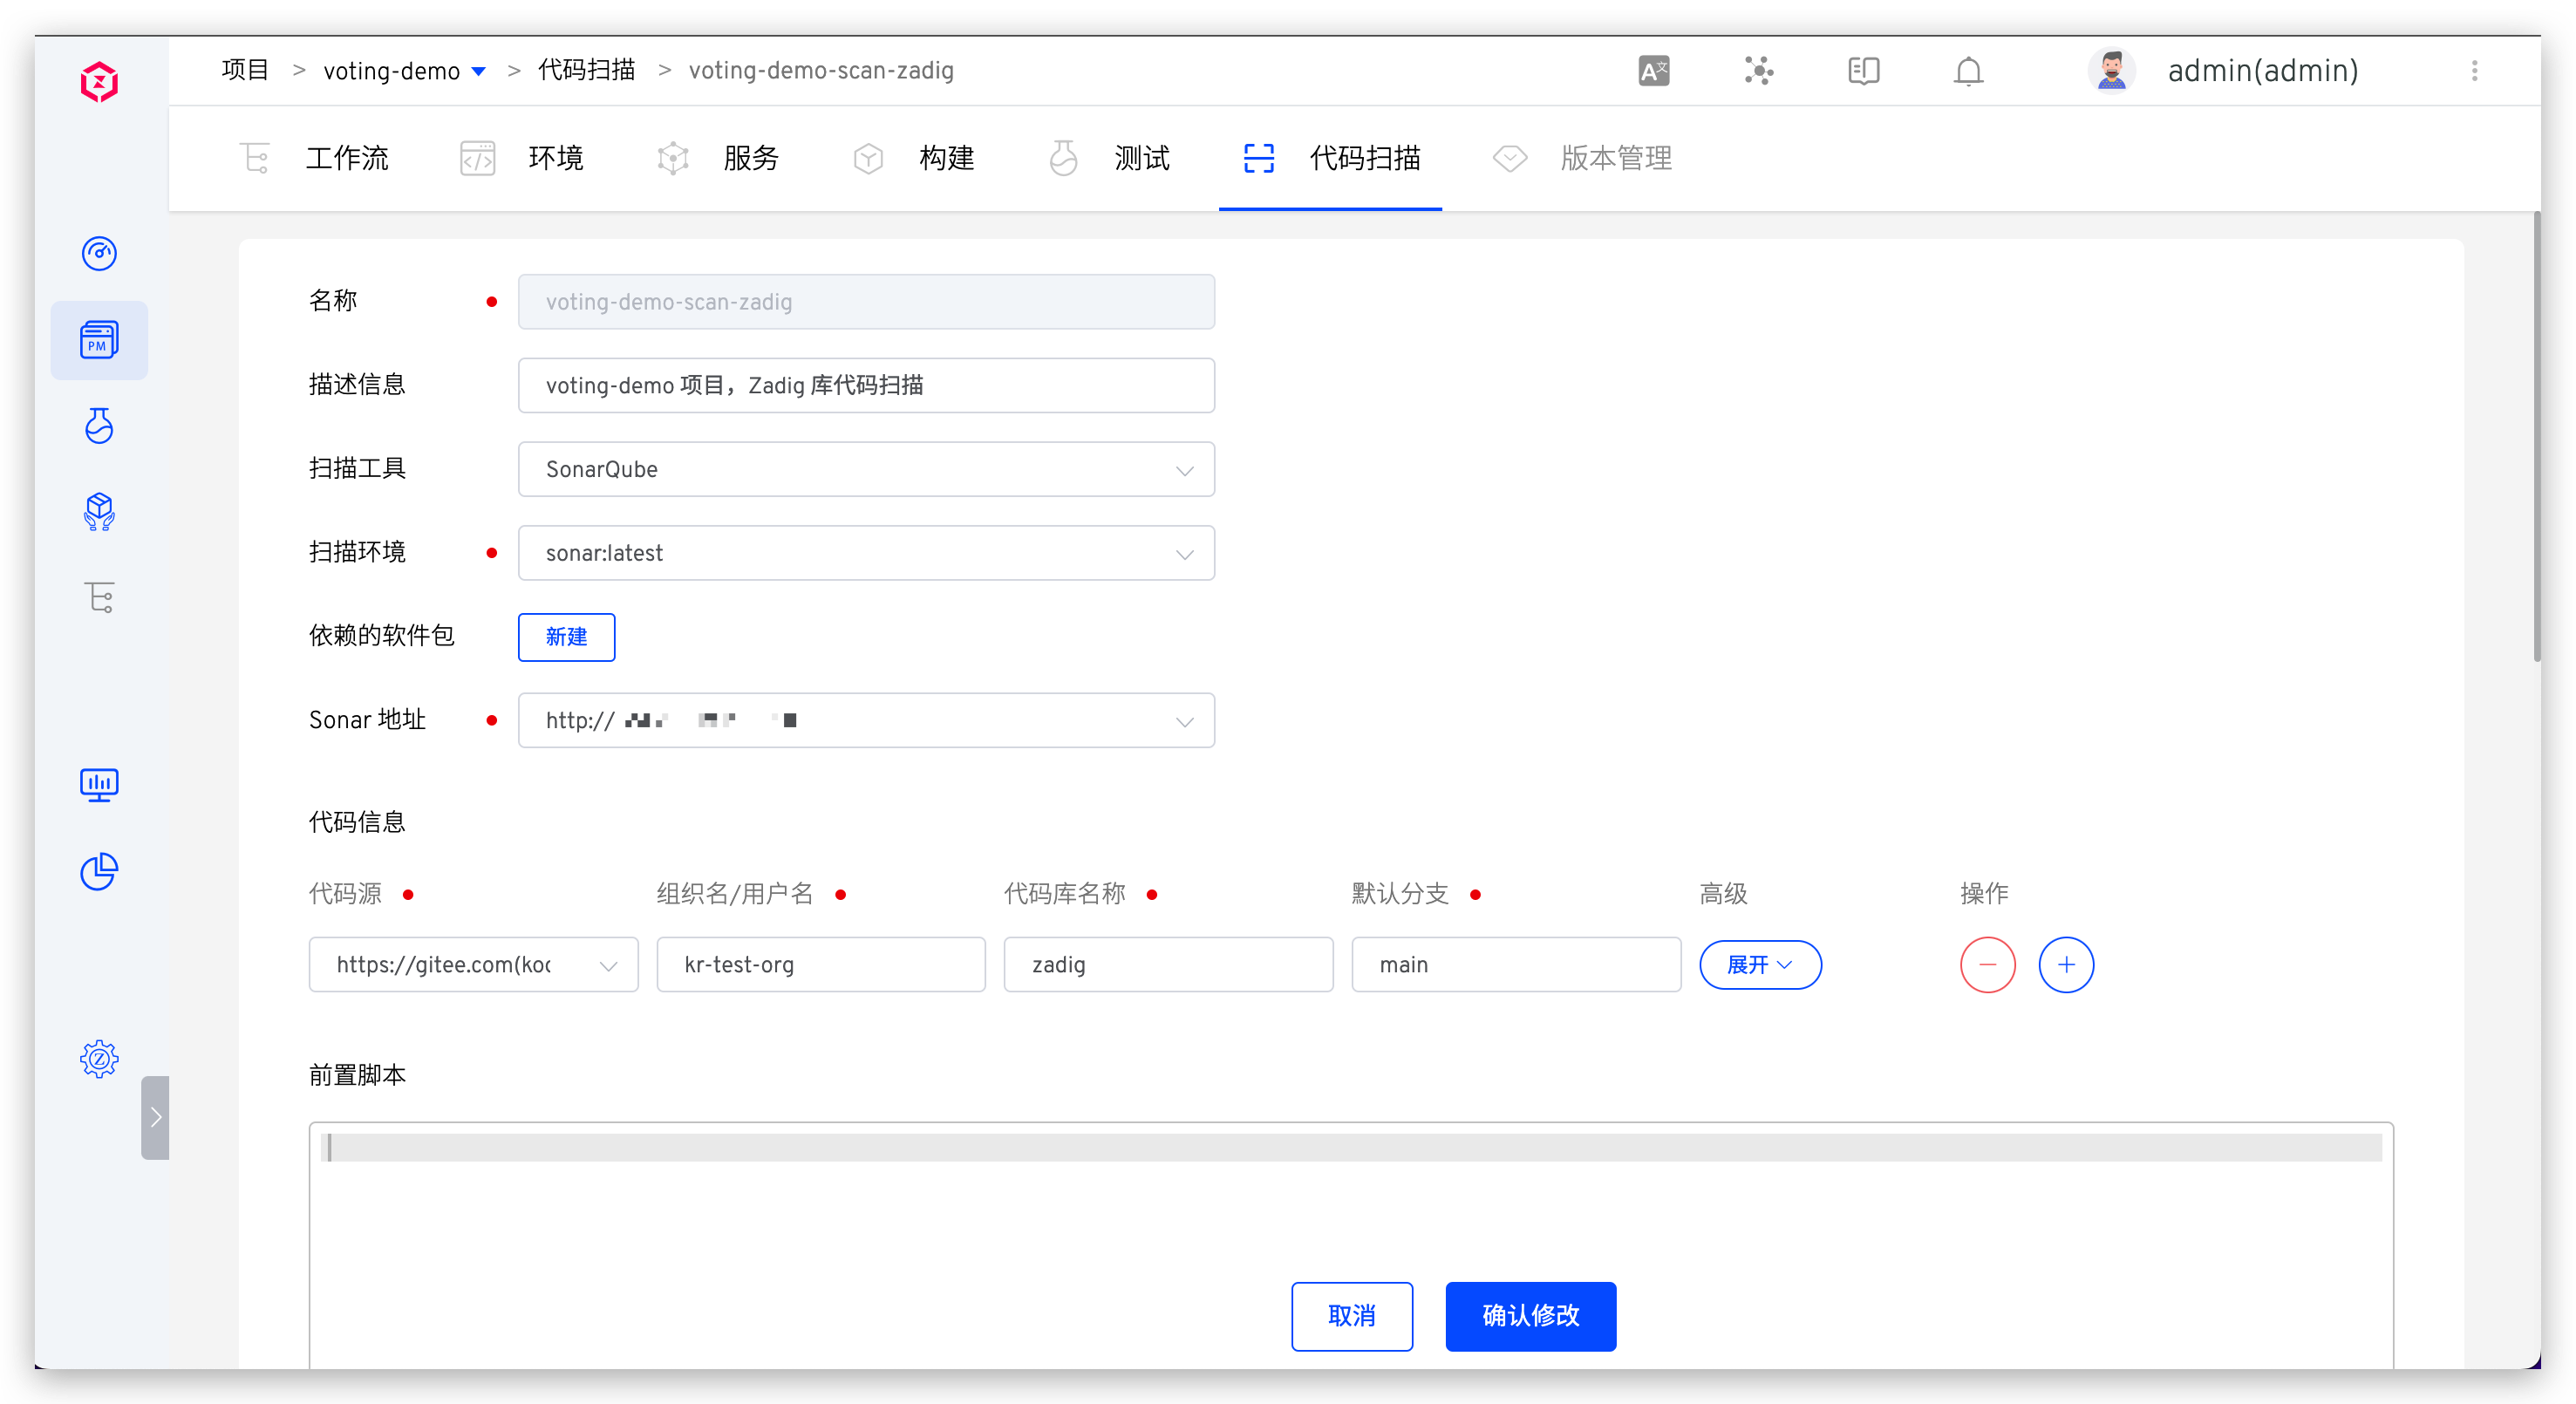 项目 > voting-demo > 代码扫描 > voting-demo-scan-zadig
A文
admin(admin)
工作流 环境 服务 构建 测试 代码扫描 版本管理
PM
名称 voting-demo-scan-zadig
描述信息 voting-demo 项目，Zadig 库代码扫描
扫描工具 SonarQube
扫描环境 sonar:latest
依赖的软件包 新建
Sonar 地址 http://
代码信息
代码源 组织名/用户名 代码库名称 默认分支 高级 操作
https://gitee.com(koc kr-test-org zadig main 展开
前置脚本
取消 确认修改